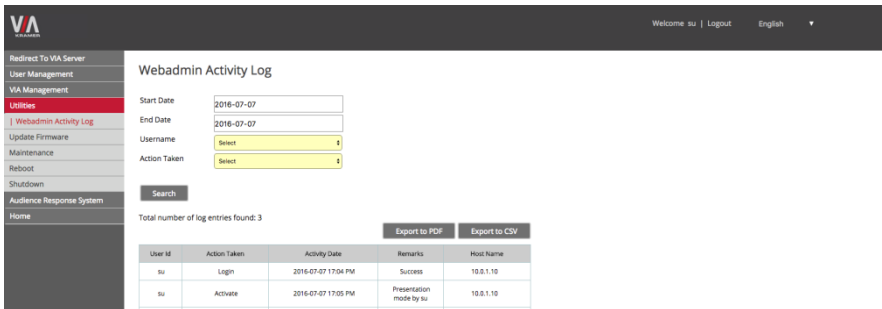 VIA
KRAMER
Welcome su | Logout English ▼
Redirect To VIA Server
User Management
VIA Management
Utilities
| Webadmin Activity Log
Update Firmware
Maintenance
Reboot
Shutdown
Audience Response System
Home
Webadmin Activity Log
Start Date 2016-07-07
End Date 2016-07-07
Username Select
Action Taken Select
Search
Total number of log entries found: 3
Export to PDF Export to CSV
User Id Action Taken Activity Date Remarks Host Name
su Login 2016-07-07 17:04 PM Success 10.0.1.10
su Activate 2016-07-07 17:05 PM Presentation mode by su 10.0.1.10